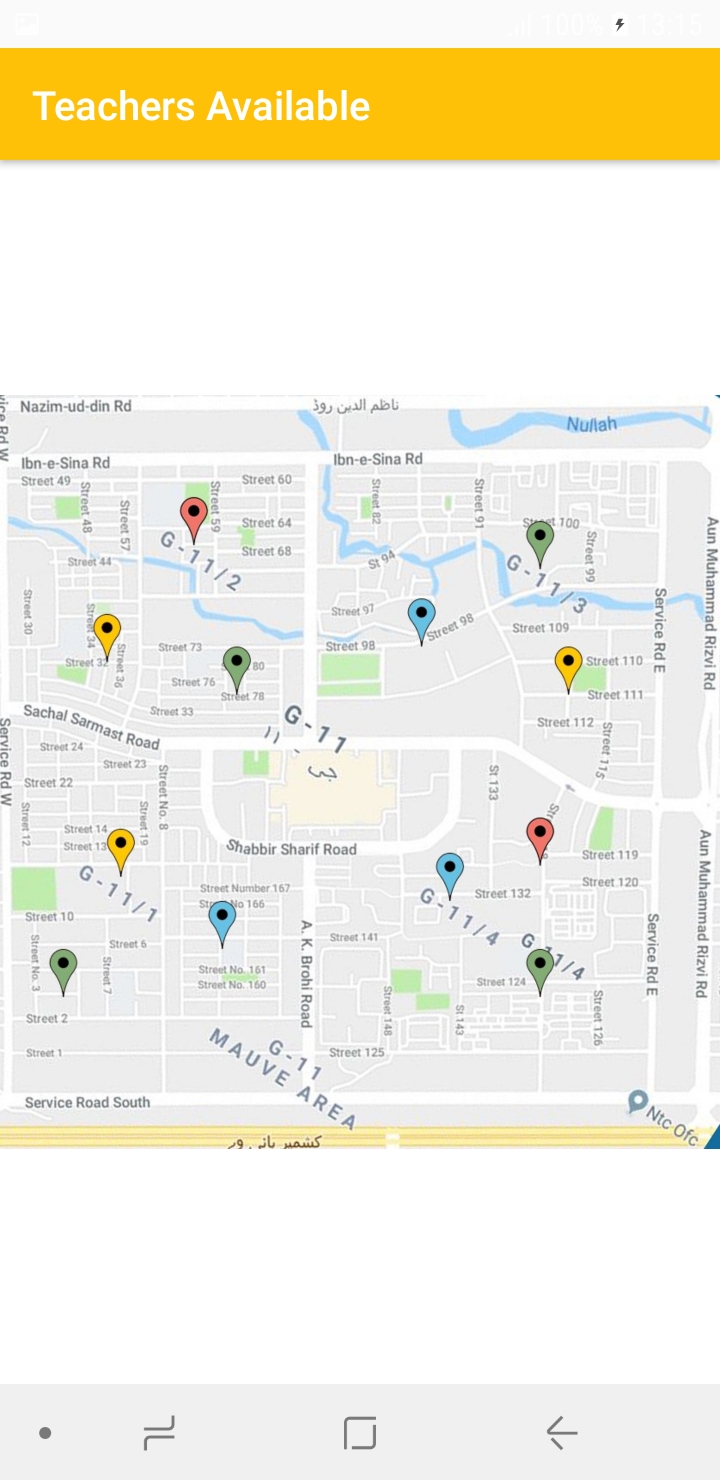 100% 13:15
Teachers Available
Nazim-ud-din Rd
ناظم الدین روڈ
Nullah
Ibn-e-Sina Rd
Ibn-e-Sina Rd
Street 49
Street 60
Street 48
Street 59
Street 57
Street 82
Street 91
Street 64
Street 100
G-11/2
Street 68
Street 44
St 94
Street 99
G-11/3
Aun Muhammad Rizvi Rd
Street 30
Street 34
Street 97
Street 98
Street 109
Service Rd E
Street 73
Street 98
Street 32
Street 36
80
Street 110
Street 76
Street 78
Street 111
Street 33
Sachal Sarmast Road
G-11
جی - ۱۱
Street 112
Street 115
Service Rd W
Street 24
Street 23
Street 22
Street No. 8
St 133
Street 12
Street 14
Street 19
Street 13
Shabbir Sharif Road
Street 119
Street 120
G-11/1
Street Number 167
G-11/4
Street 132
Aun Muhammad Rizvi Rd
Street 10
No 166
Street 6
A. K. Brohi Road
Street 141
G-11/4
Service Rd E
Street No. 3
Street 7
Street No. 161
Street No. 160
Street 124
Street 148
St 143
Street 126
Street 2
Street 1
G-11
MAUVE AREA
Street 125
Service Road South
Ntc Ofc